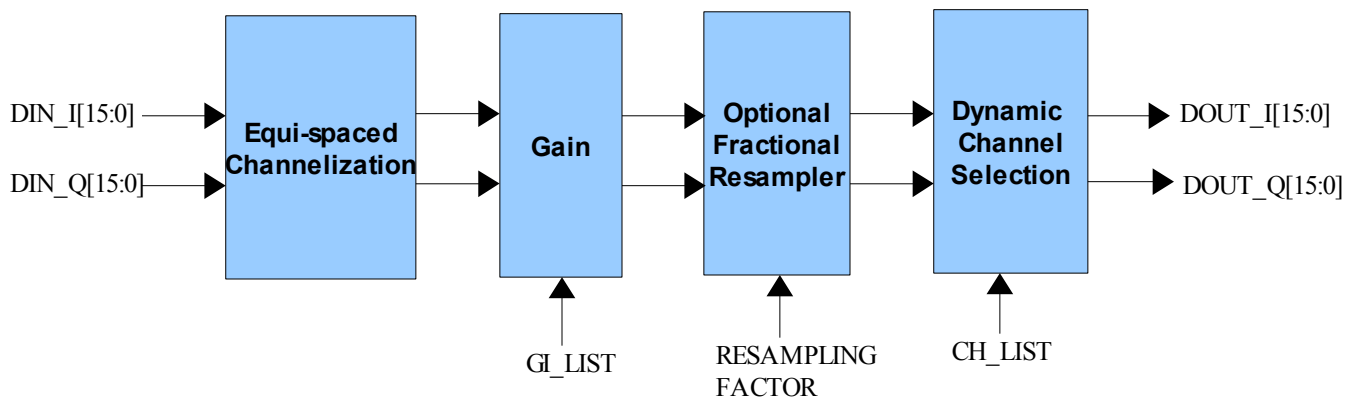 DIN_I[15:0]
DIN_Q[15:0]
Equi-spaced
Channelization
Gain
Optional
Fractional
Resampler
Dynamic
Channel
Selection
DOUT_I[15:0]
DOUT_Q[15:0]
GI_LIST
RESAMPLING
FACTOR
CH_LIST